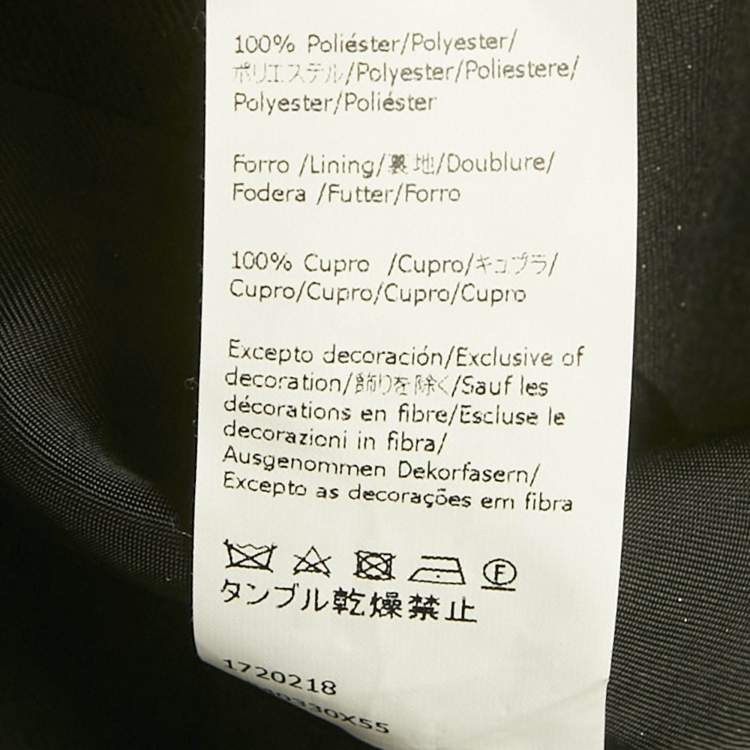 100% Poliéster/Polyester/
ポリエステル/Polyester/Poliestere/
Polyester/Poliéster
Forro /Lining/裏地/Doublure/
Fodera /Futter/Forro
100% Cupro /Cupro/キュプラ/
Cupro/Cupro/Cupro/Cupro
Excepto decoración/Exclusive of
decoration/飾りを除く/Sauf les
décorations en fibre/Escluse le
decorazioni in fibra/
Ausgenommen Dekorfasern/
Excepto as decorações em fibra
F
タンブル乾燥禁止
1720218